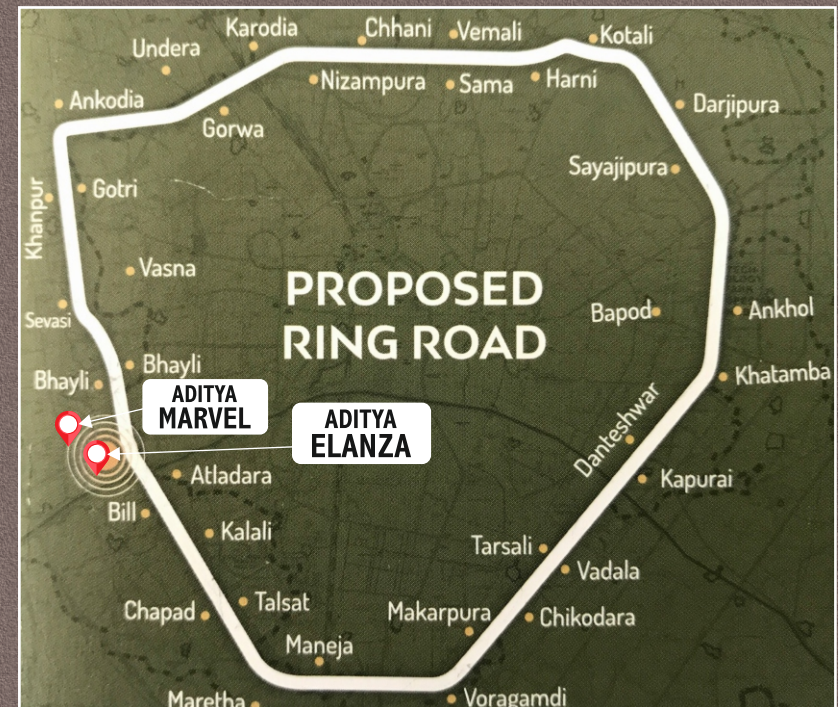 Karodia
Chhani
Vemali
Kotali
Undera
Nizampura
Sama
Harni
Ankodia
Darjipura
Gorwa
Sayajipura
Khanpur
Gotri
Vasna
PROPOSED
RING ROAD
Bapod
Ankhol
Sevasi
Bhayli
Bhayli
Khatamba
ADITYA
MARVEL
ADITYA
ELANZA
Danteshwar
Atladara
Kapurai
Bill
Kalali
Tarsali
Vadala
Chapad
Talsat
Makarpura
Chikodara
Maneja
Maretha
Voragamdi